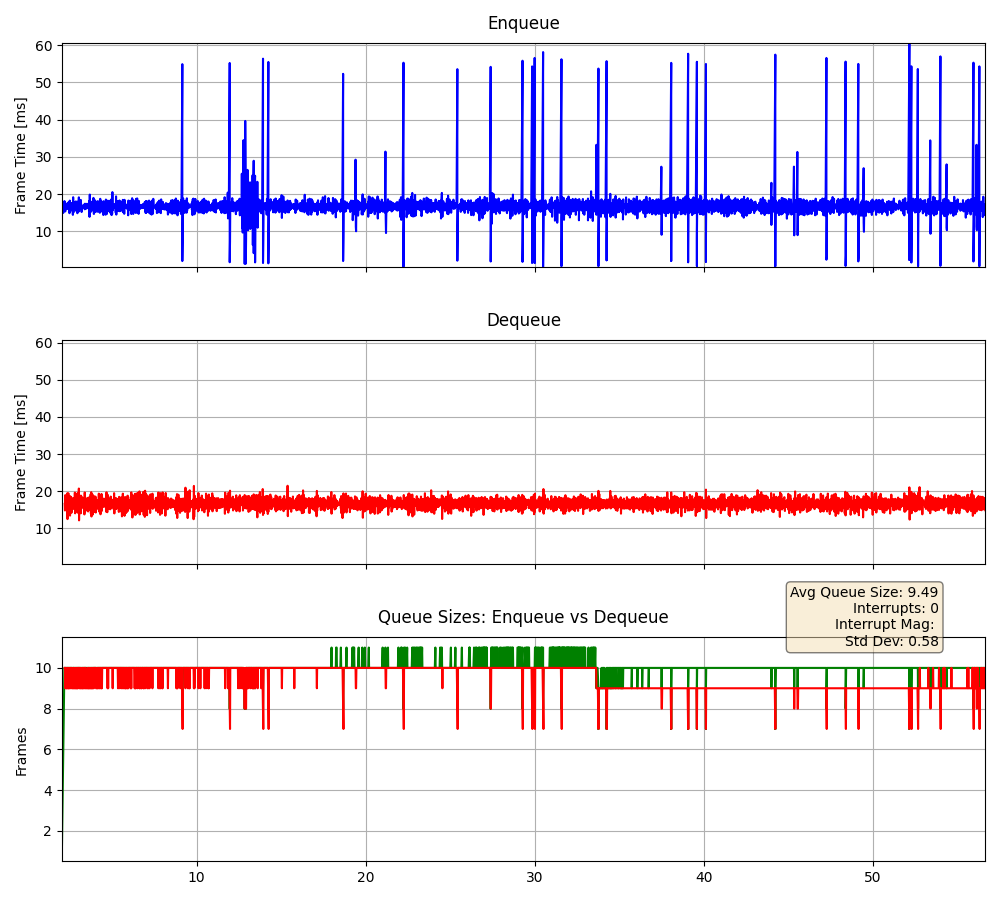 Enqueue
60
50
40
30
20
10
Frame Time [ms]
Dequeue
60
50
40
30
20
10
Frame Time [ms]
Avg Queue Size: 9.49
Interrupts: 0
Interrupt Mag:
Std Dev: 0.58
Queue Sizes: Enqueue vs Dequeue
10
8
6
4
2
Frames
10 20 30 40 50